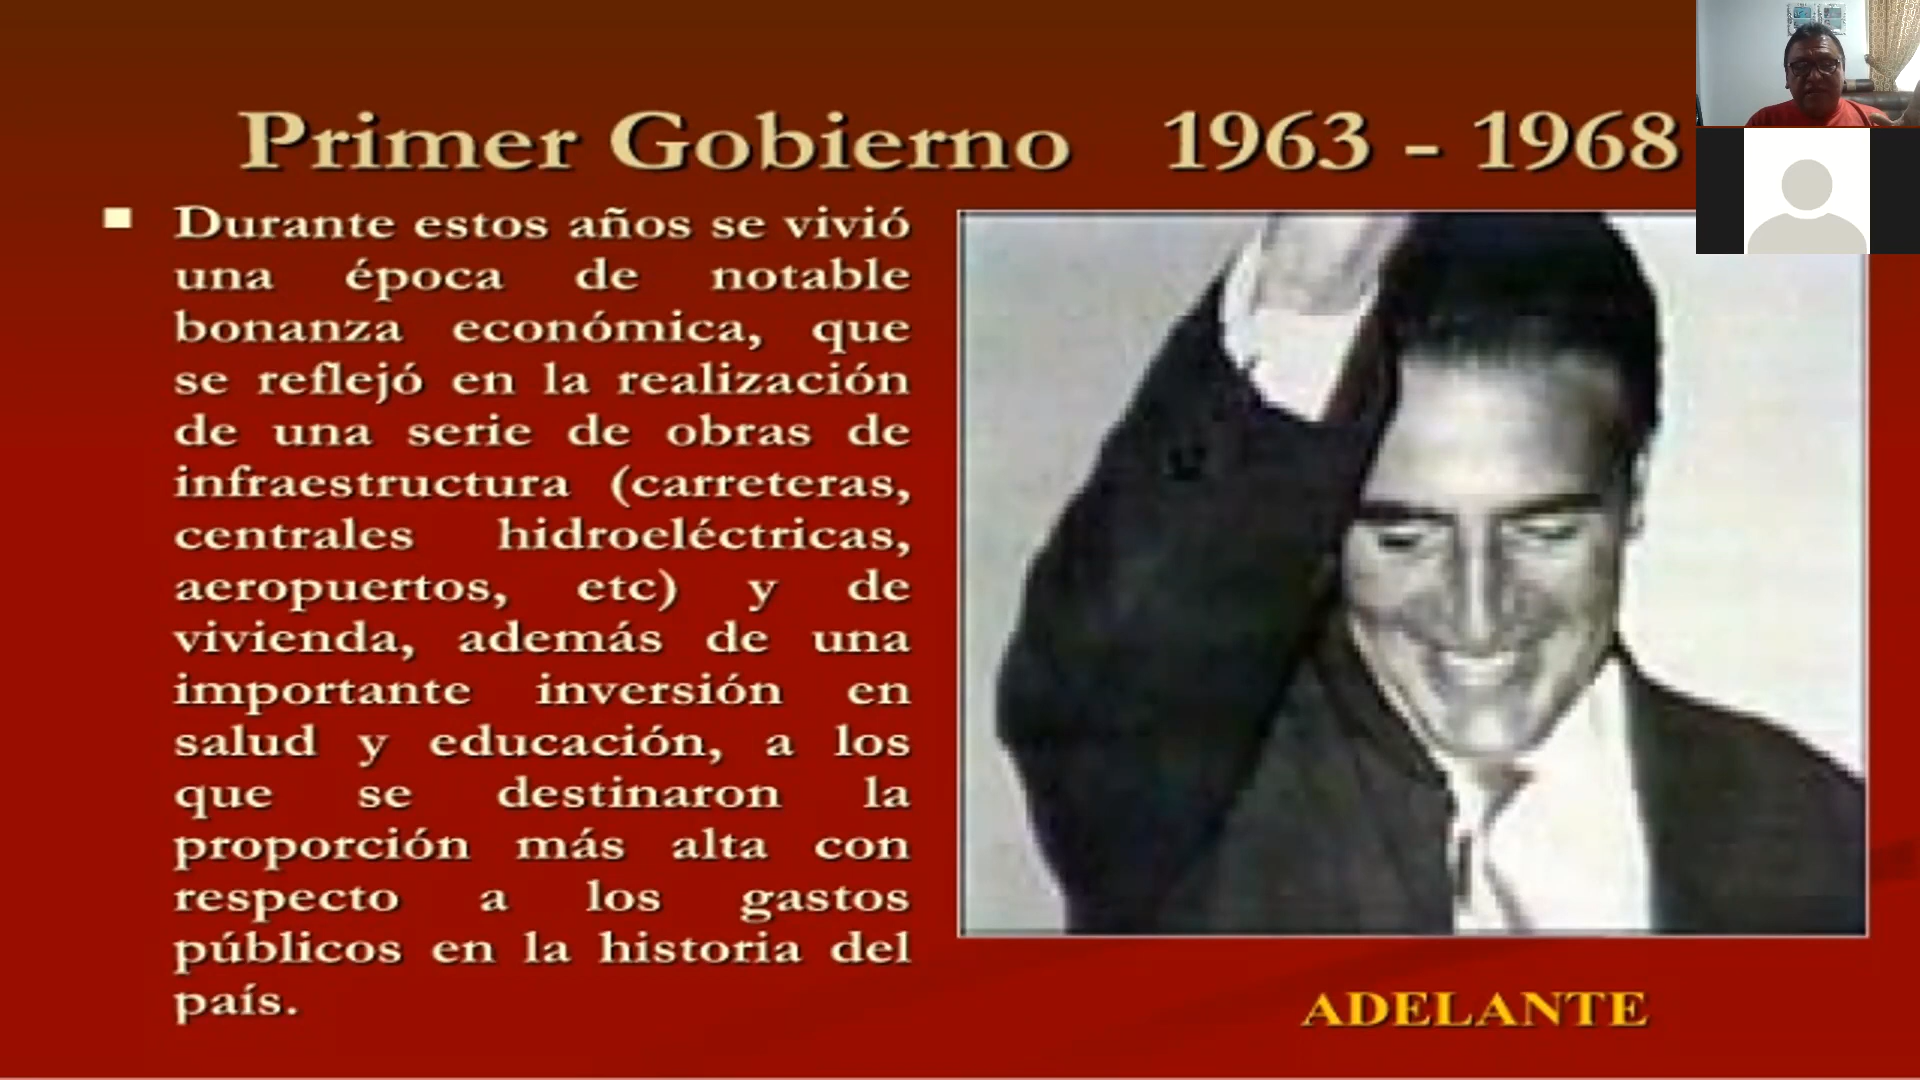 Primer Gobierno 1963 - 1968
Durante estos años se vivió
una época de notable
bonanza económica, que
se reflejó en la realización
de una serie de obras de
infraestructura (carreteras,
centrales hidroeléctricas,
aeropuertos, etc) y de
vivienda, además de una
importante inversión en
salud y educación, a los
que se destinaron la
proporción más alta con
respecto a los gastos
públicos en la historia del
país.
ADELANTE